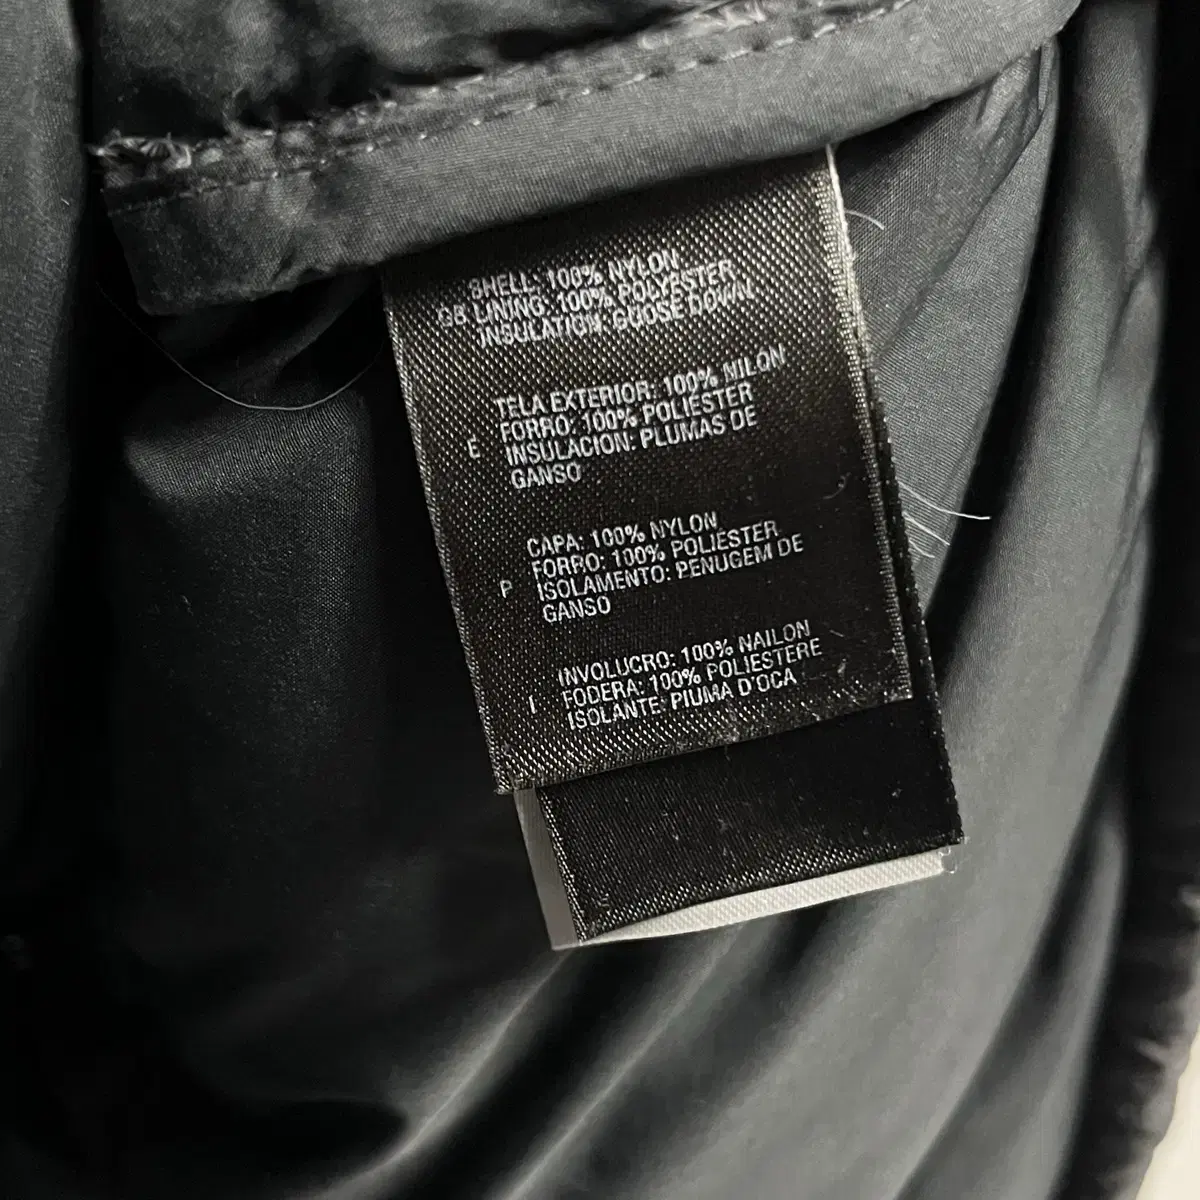 SHELL: 100% NYLON
GB LINING: 100% POLYESTER
INSULATION: GOOSE DOWN
TELA EXTERIOR: 100% NILON
FORRO: 100% POLIESTER
E INSULACION: PLUMAS DE
GANSO
CAPA: 100% NYLON
FORRO: 100% POLIESTER
P ISOLAMENTO: PENUGEM DE
GANSO
INVOLUCRO: 100% NAILON
FODERA: 100% POLIESTERE
I ISOLANTE: PIUMA D'OCA